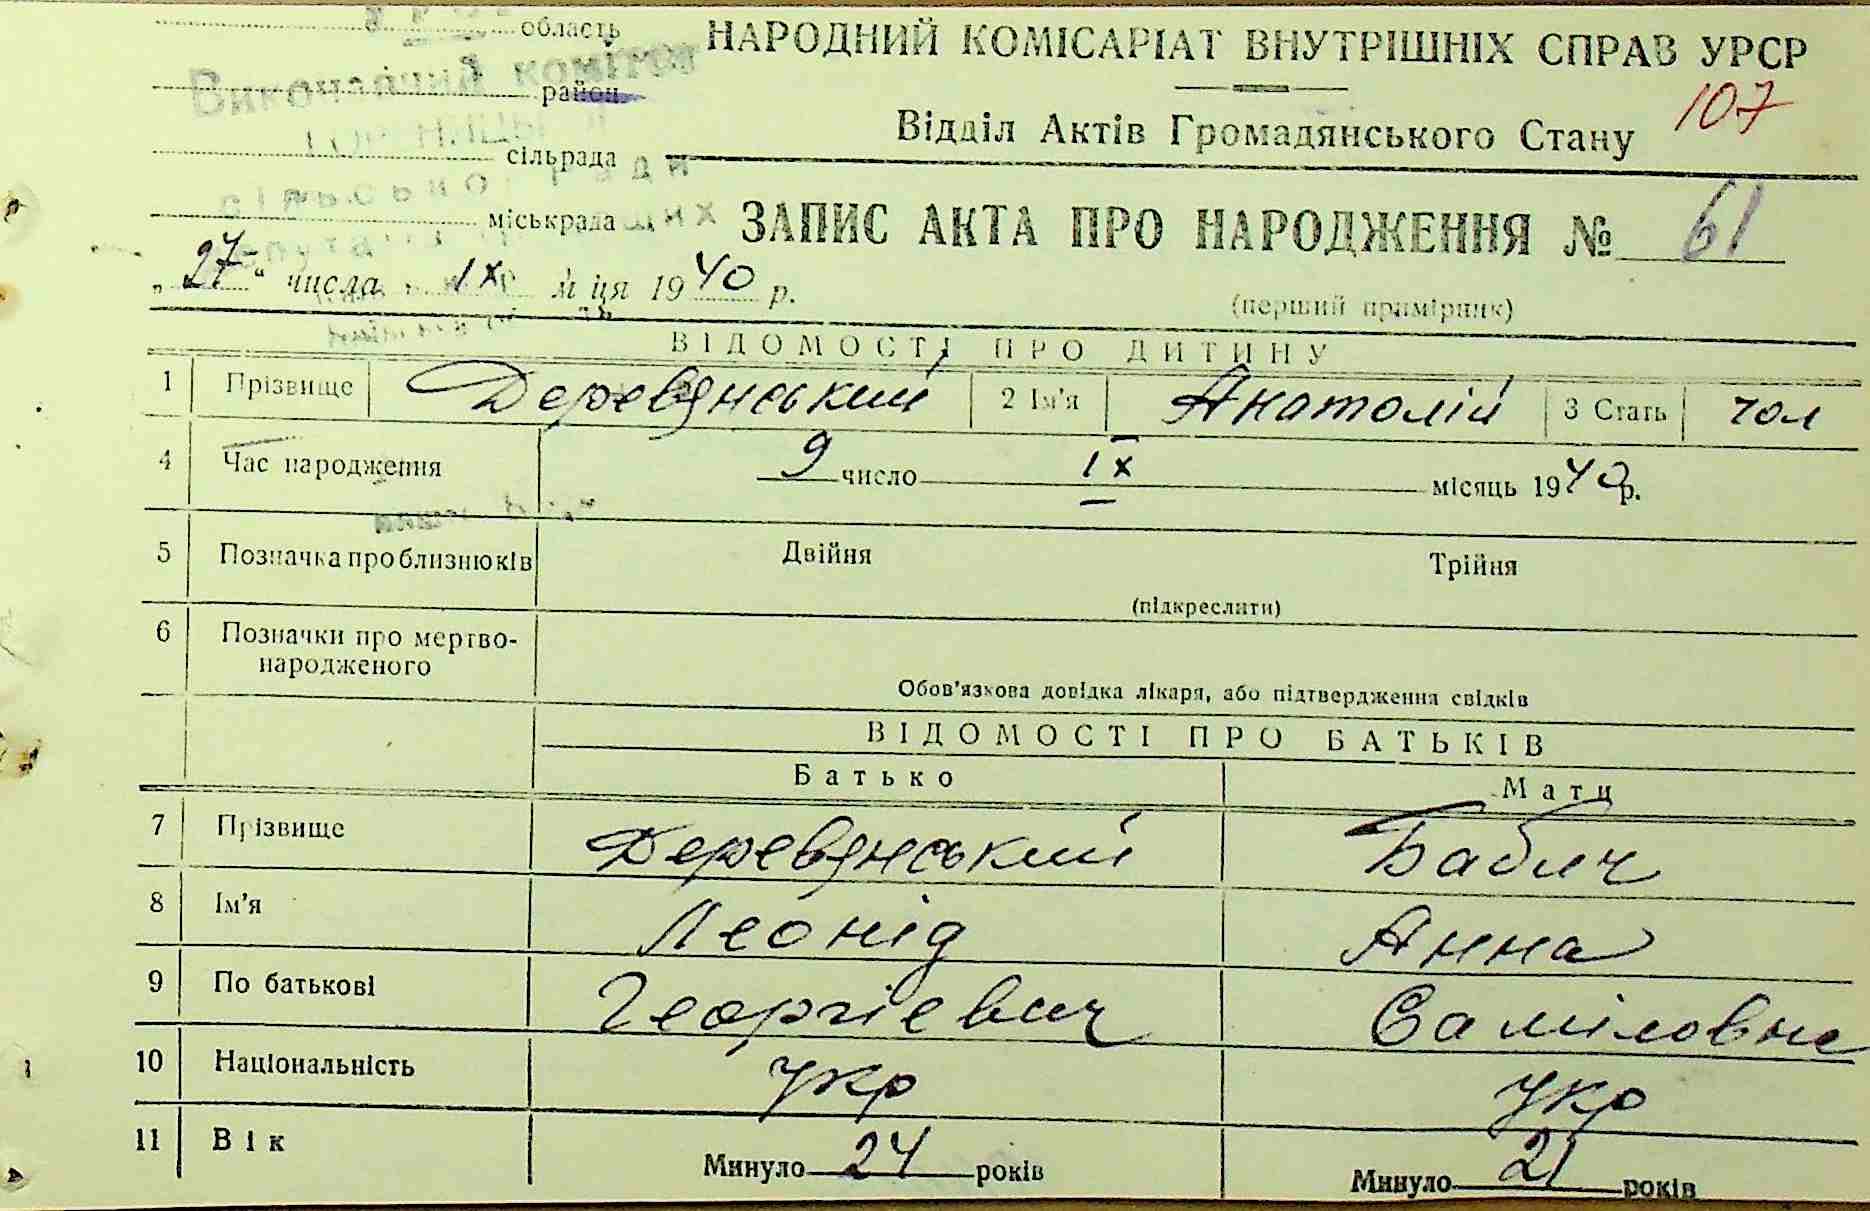 область
НАРОДНИЙ КОМІСАРІАТ ВНУТРІШНІХ СПРАВ УРСР
Виконавчий комітет
район
107
Відділ Актів Громадянського Стану
сільрада
сільської ради
міськрада
ЗАПИС АКТА ПРО НАРОДЖЕННЯ № 61
„27“ числа IX м ця 1940 р.
(перший примірник)
ВІДОМОСТІ ПРО ДИТИНУ
1 Прізвище Деревянський 2 Ім'я Анатолій 3 Стать чол
4 Час народження 9 число IX місяць 1940 р.
5 Позначка про близнюків Двійня Трійня
(підкреслити)
6 Позначки про мертво-
народженого
Обов'язкова довідка лікаря, або підтвердження свідків
ВІДОМОСТІ ПРО БАТЬКІВ
Батько Мати
7 Прізвище Деревянський Бабич
8 Ім'я Леонід Анна
9 По батькові Георгієвич Саміловна
10 Національність укр укр
11 Вік Минуло 24 років Минуло 21 років